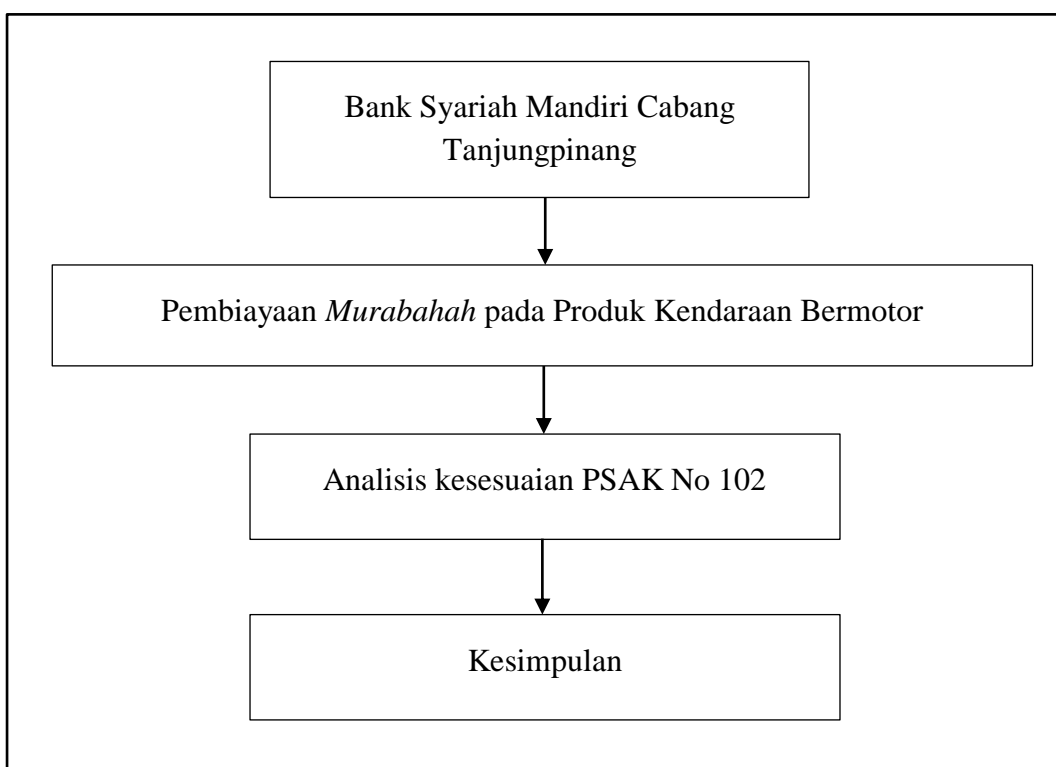 Bank Syariah Mandiri Cabang
Tanjungpinang
Pembiayaan Murabahah pada Produk Kendaraan Bermotor
Analisis kesesuaian PSAK No 102
Kesimpulan